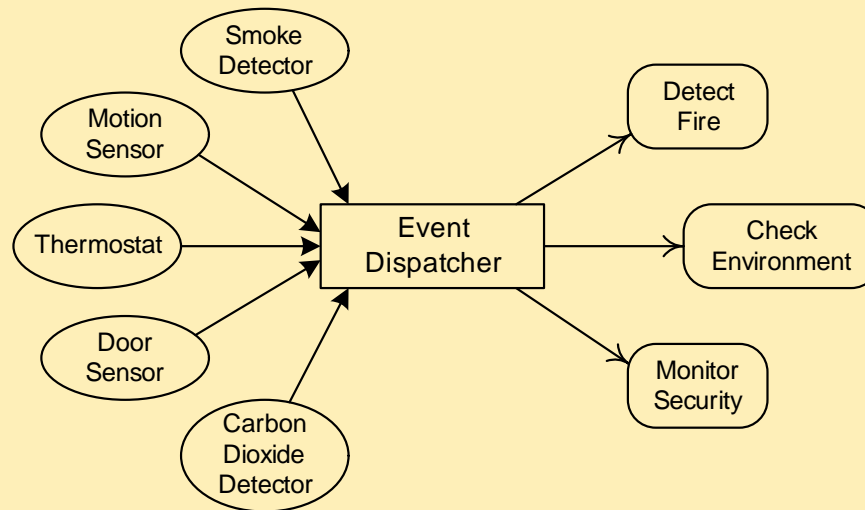 Smoke
Detector
Motion
Sensor
Thermostat
Door
Sensor
Carbon
Dioxide
Detector
Event
Dispatcher
Detect
Fire
Check
Environment
Monitor
Security